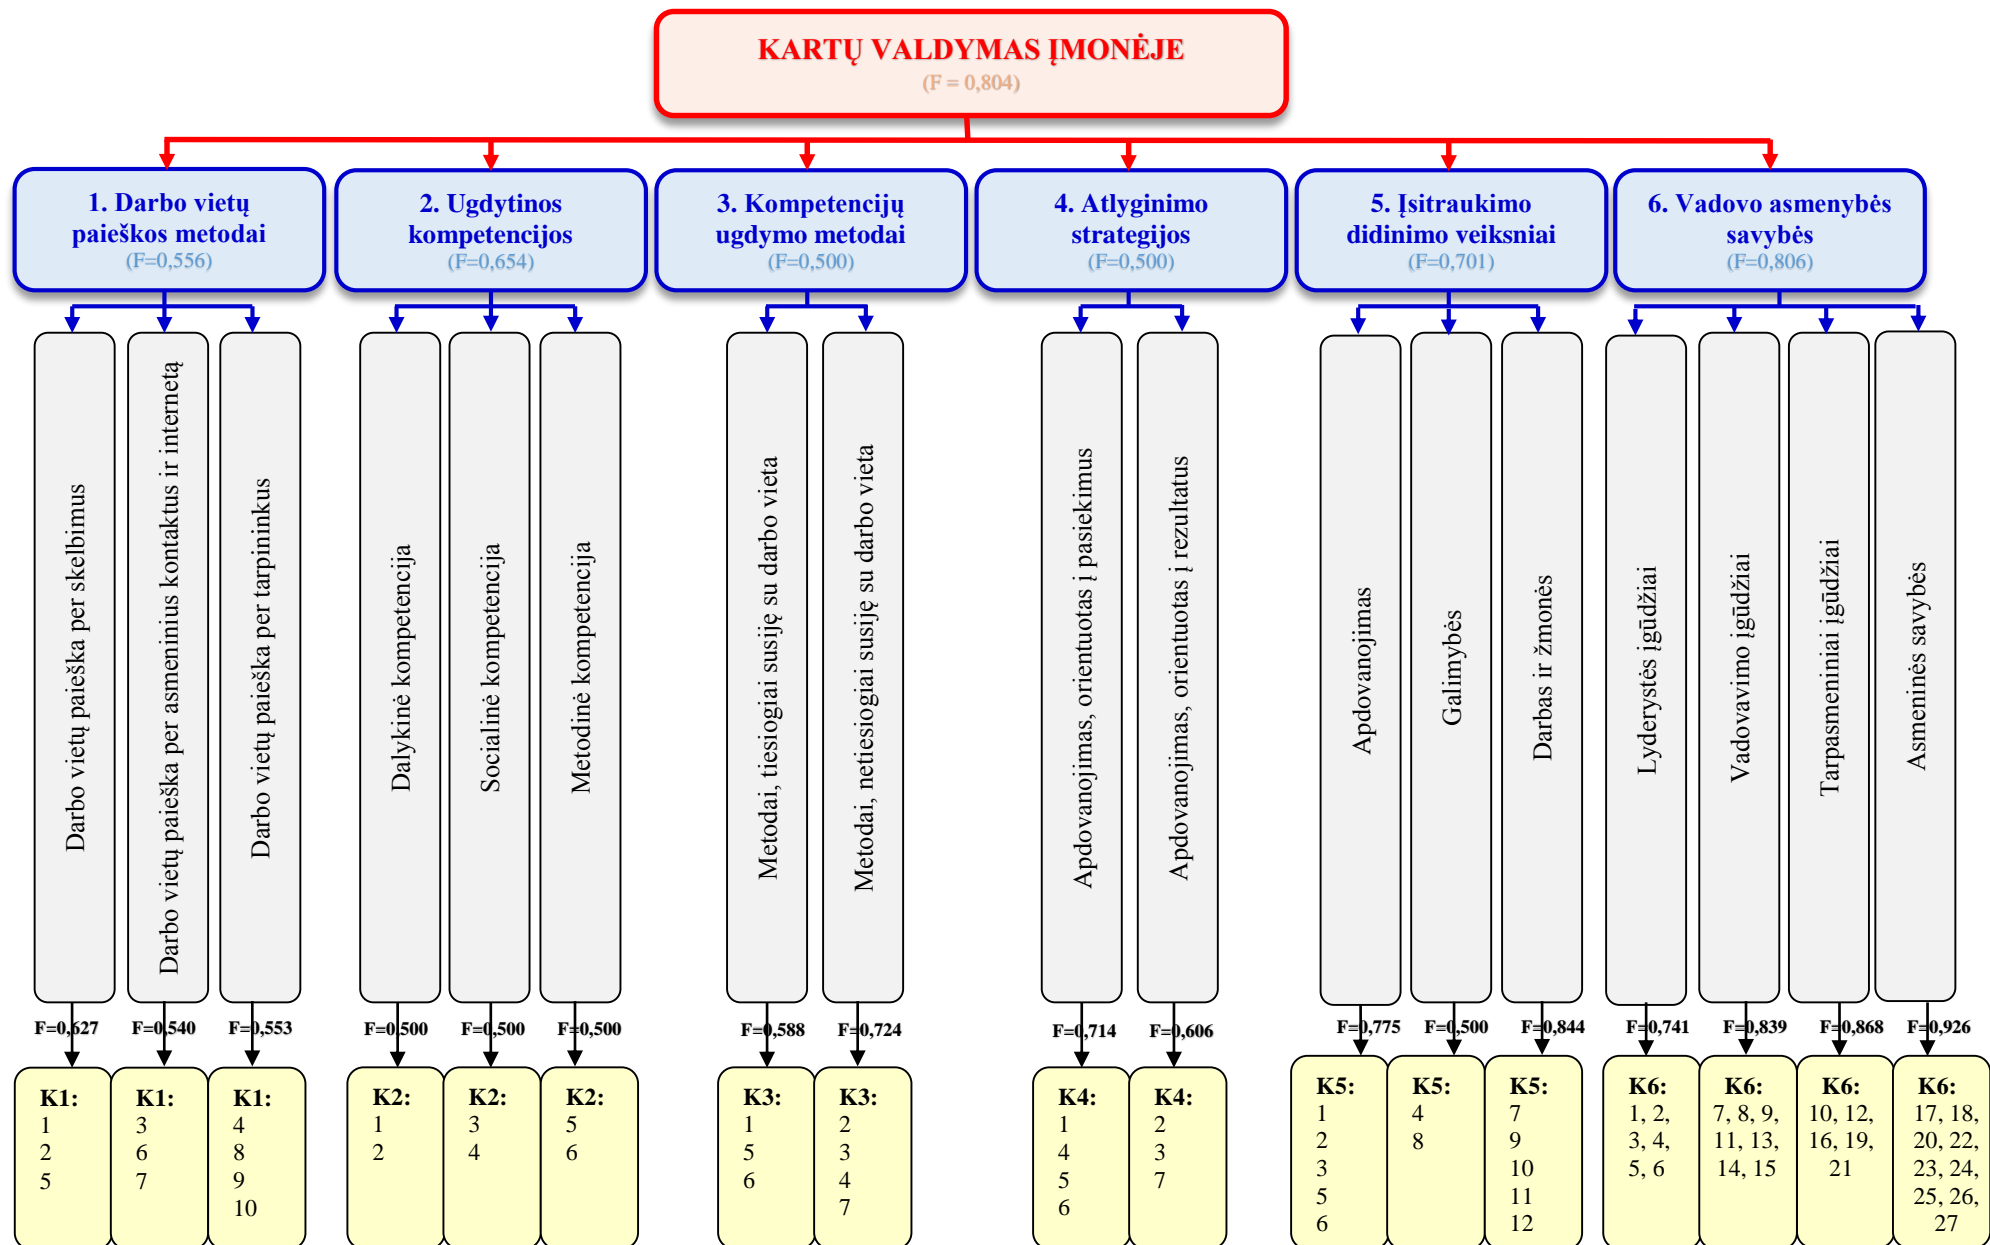 KARTŲ VALDYMAS ĮMONĖJE
(F = 0,804)
1. Darbo vietų
paieškos metodai
(F=0,556)
2. Ugdytinos
kompetencijos
(F=0,654)
3. Kompetencijų
ugdymo metodai
(F=0,500)
4. Atlyginimo
strategijos
(F=0,500)
5. Įsitraukimo
didinimo veiksniai
(F=0,701)
6. Vadovo asmenybės
savybės
(F=0,806)
Darbo vietų paieška per skelbimus
Darbo vietų paieška per asmeninius kontaktus ir internetą
Darbo vietų paieška per tarpininkus
Dalykinė kompetencija
Socialinė kompetencija
Metodinė kompetencija
Metodai, tiesiogiai susiję su darbo vieta
Metodai, netiesiogiai susiję su darbo vieta
Apdovanojimas, orientuotas į pasiekimus
Apdovanojimas, orientuotas į rezultatus
Apdovanojimas
Galimybės
Darbas ir žmonės
Lyderystės įgūdžiai
Vadovavimo įgūdžiai
Tarpasmeniniai įgūdžiai
Asmeninės savybės
F=0,627
F=0,540
F=0,553
F=0,500
F=0,500
F=0,500
F=0,588
F=0,724
F=0,714
F=0,606
F=0,775
F=0,500
F=0,844
F=0,741
F=0,839
F=0,868
F=0,926
K1:
1
2
5
K1:
3
6
7
K1:
4
8
9
10
K2:
1
2
K2:
3
4
K2:
5
6
K3:
1
5
6
K3:
2
3
4
7
K4:
1
4
5
6
K4:
2
3
7
K5:
1
2
3
5
6
K5:
4
8
K5:
7
9
10
11
12
K6:
1, 2,
3, 4,
5, 6
K6:
7, 8, 9,
11, 13,
14, 15
K6:
10, 12,
16, 19,
21
K6:
17, 18,
20, 22,
23, 24,
25, 26,
27